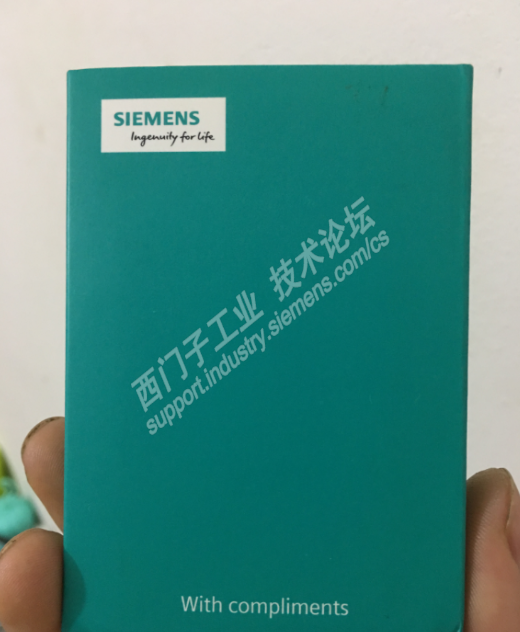 SIEMENS
Ingenuity for life
西门子工业 技术论坛
support.industry.siemens.com/cs
With compliments